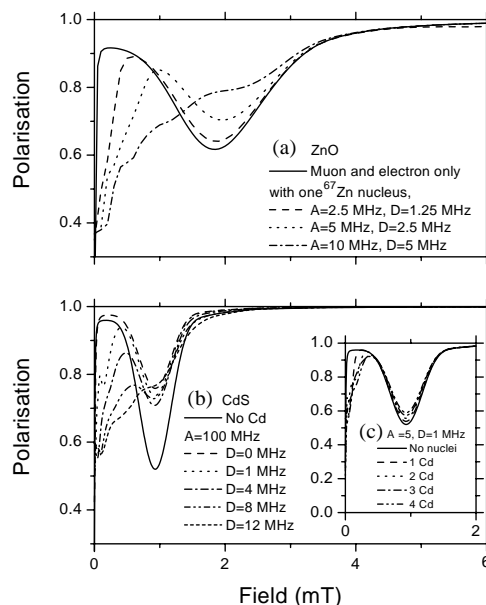 1.0
0.8
0.6
0.4
Polarisation
(a) ZnO
Muon and electron only
with one ⁶⁷Zn nucleus,
A=2.5 MHz, D=1.25 MHz
A=5 MHz, D=2.5 MHz
A=10 MHz, D=5 MHz
1.0
0.8
0.6
0.4
Polarisation
(b) CdS
No Cd
A=100 MHz
D=0 MHz
D=1 MHz
D=4 MHz
D=8 MHz
D=12 MHz
1.0
0.8
0.6
0.4
0.2
0.0
(c)
A =5, D=1 MHz
No nuclei
1 Cd
2 Cd
3 Cd
4 Cd
0 2
0 2 4 6
Field (mT)